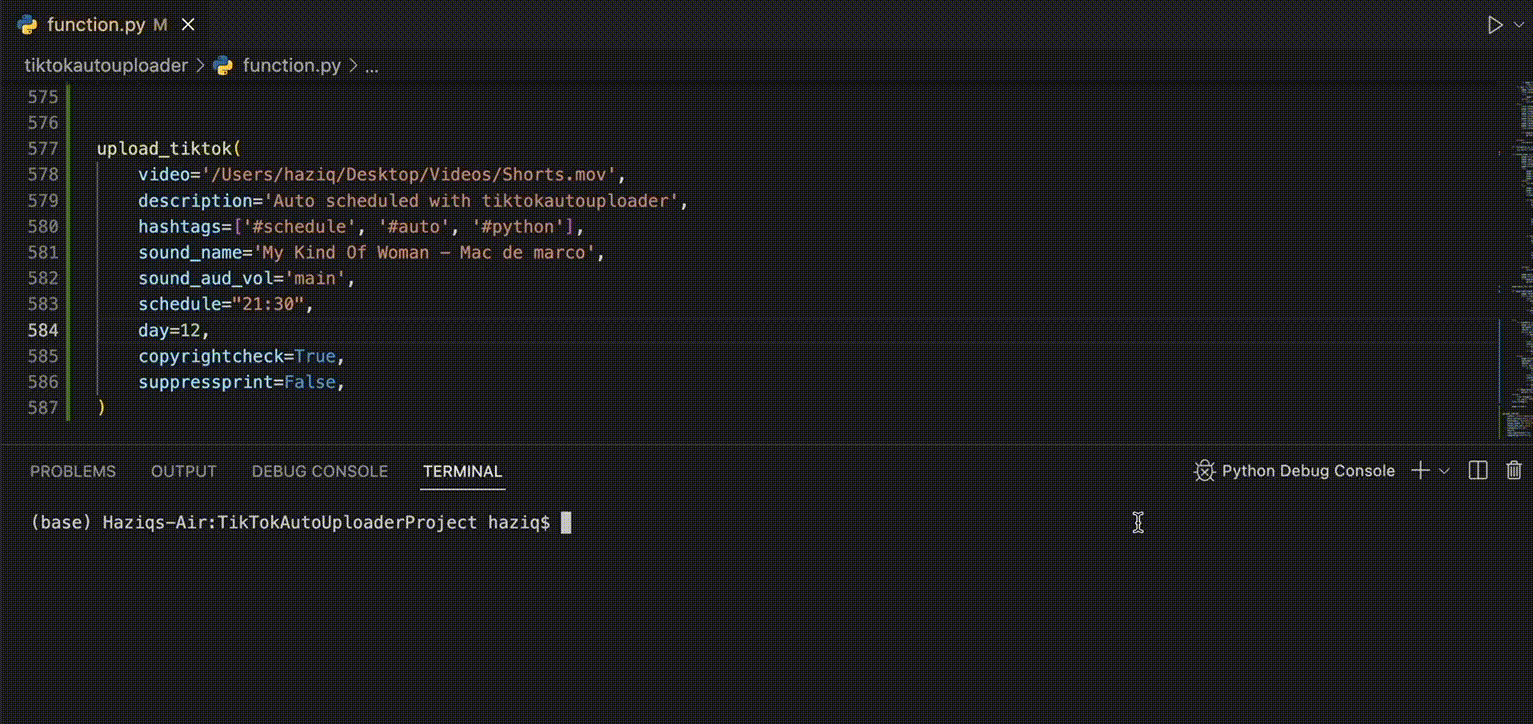 function.py M
tiktokautouploader > function.py > ...
575
576
577 upload_tiktok(
578 video='/Users/haziq/Desktop/Videos/Shorts.mov',
579 description='Auto scheduled with tiktokautouploader',
580 hashtags=['#schedule', '#auto', '#python'],
581 sound_name='My Kind Of Woman - Mac de marco',
582 sound_aud_vol='main',
583 schedule="21:30",
584 day=12,
585 copyrightcheck=True,
586 suppressprint=False,
587 )
PROBLEMS OUTPUT DEBUG CONSOLE TERMINAL Python Debug Console
(base) Haziqs-Air:TikTokAutoUploaderProject haziq$